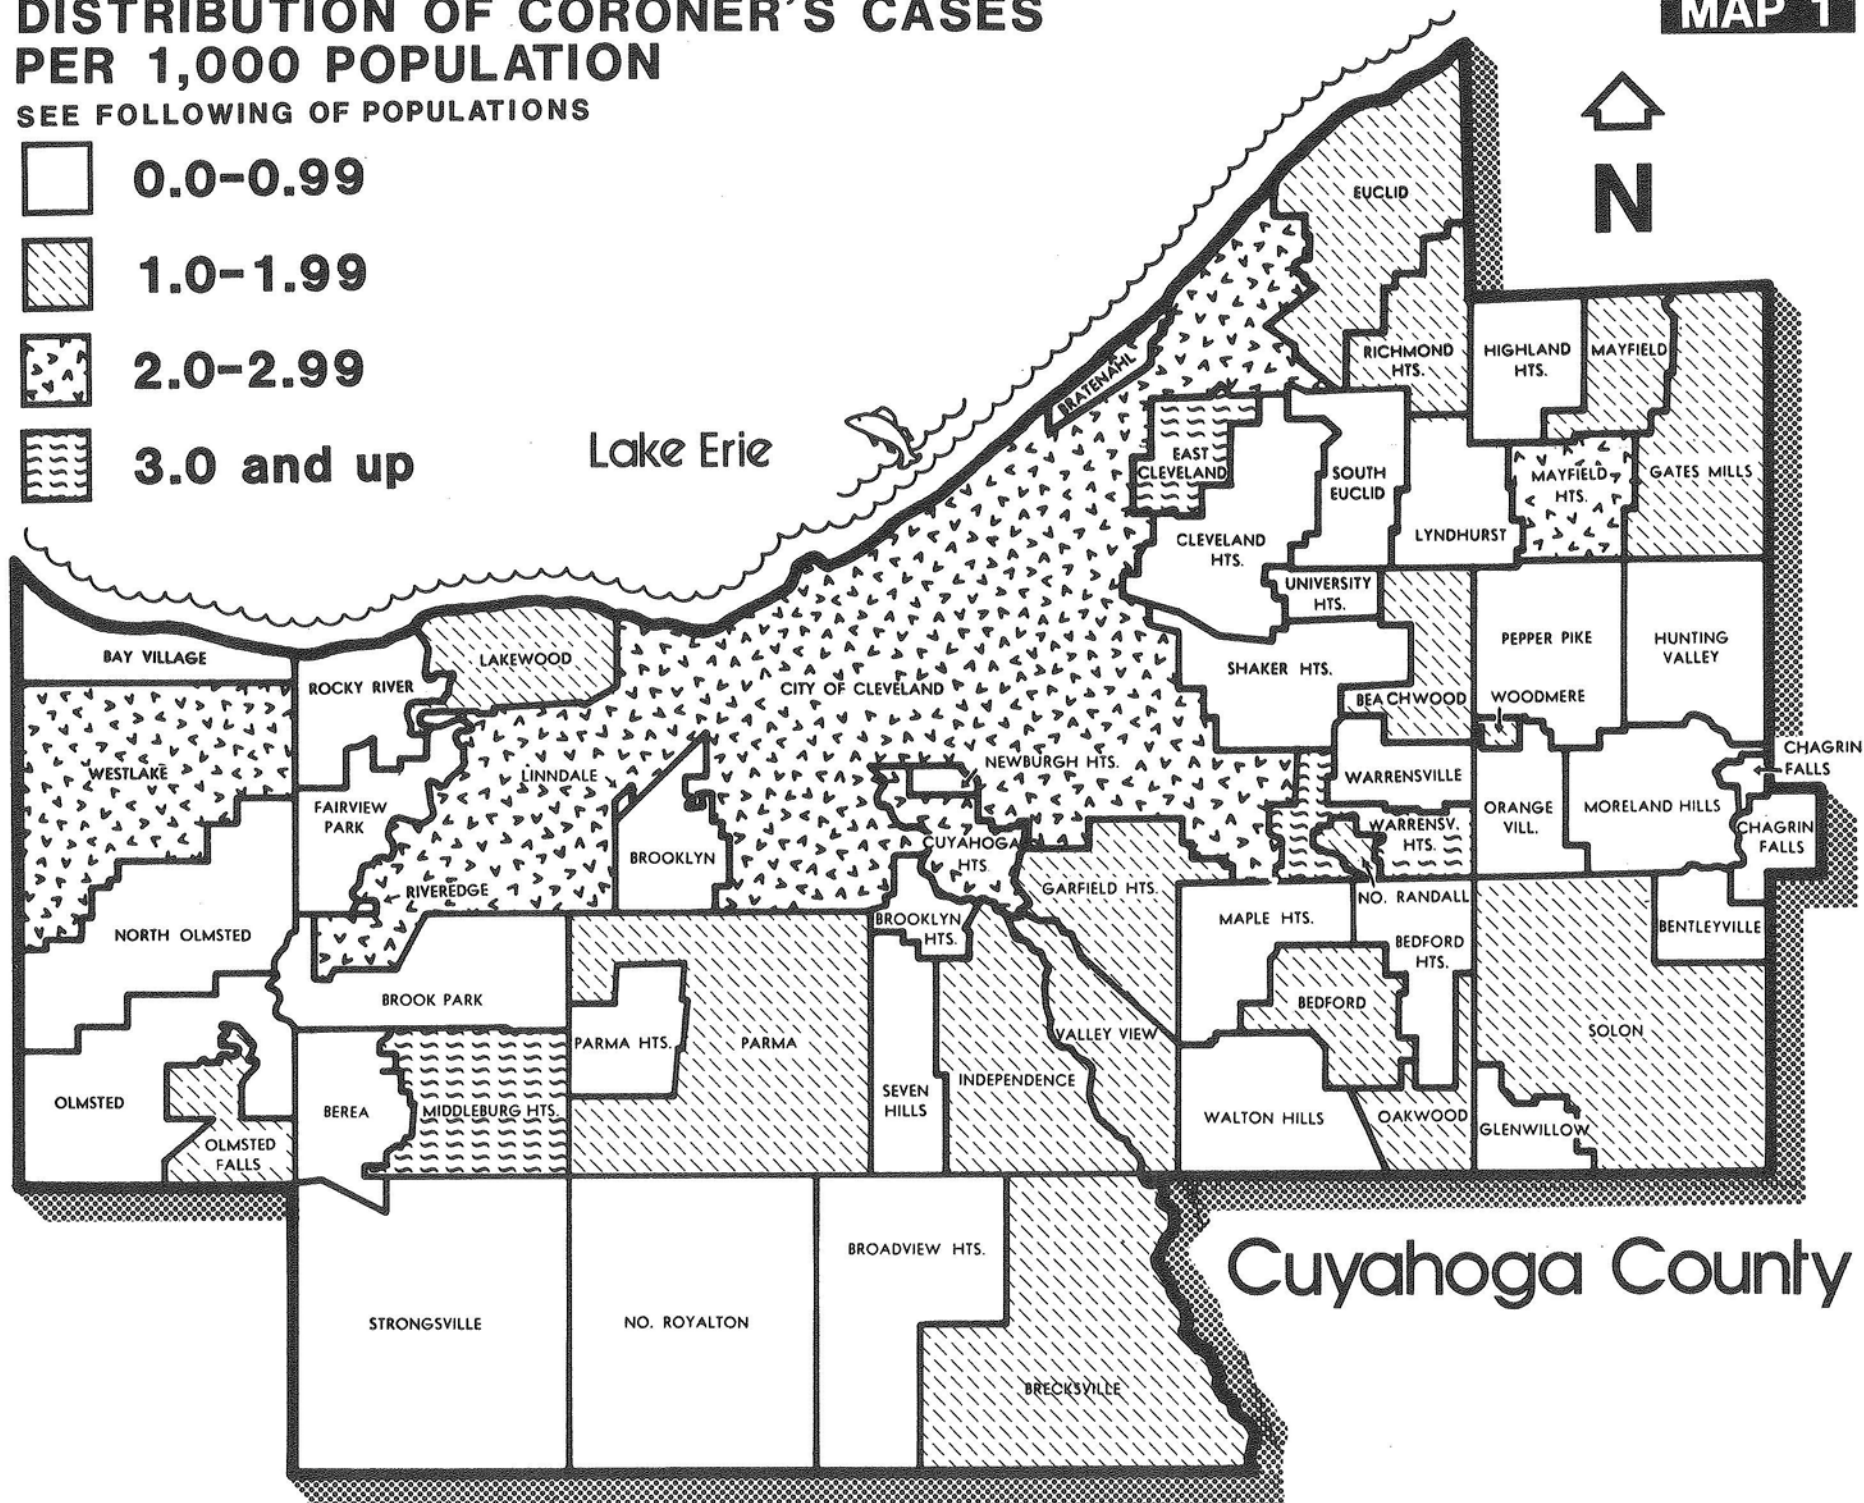 DISTRIBUTION OF CORONER'S CASES
PER 1,000 POPULATION
SEE FOLLOWING OF POPULATIONS
MAP 1
0.0-0.99
1.0-1.99
2.0-2.99
3.0 and up
N
Lake Erie
EUCLID
RICHMOND
HTS.
HIGHLAND
HTS.
MAYFIELD
BRATENAHL
EAST
CLEVELAND
SOUTH
EUCLID
MAYFIELD
HTS.
GATES MILLS
CLEVELAND
HTS.
LYNDHURST
UNIVERSITY
HTS.
BAY VILLAGE
LAKEWOOD
ROCKY RIVER
CITY OF CLEVELAND
SHAKER HTS.
BEACHWOOD
PEPPER PIKE
HUNTING
VALLEY
WOODMERE
WESTLAKE
LINNDALE
NEWBURGH HTS.
WARRENSVILLE
CHAGRIN
FALLS
FAIRVIEW
PARK
BROOKLYN
CUYAHOGA
HTS.
WARRENSV.
HTS.
ORANGE
VILL.
MORELAND HILLS
CHAGRIN
FALLS
RIVEREDGE
GARFIELD HTS.
NO. RANDALL
NORTH OLMSTED
BROOKLYN
HTS.
MAPLE HTS.
BEDFORD
HTS.
BENTLEYVILLE
BROOK PARK
BEDFORD
PARMA HTS.
PARMA
VALLEY VIEW
SOLON
OLMSTED
BEREA
MIDDLEBURG HTS.
SEVEN
HILLS
INDEPENDENCE
WALTON HILLS
OAKWOOD
GLENWILLOW
OLMSTED
FALLS
BROADVIEW HTS.
Cuyahoga County
STRONGSVILLE
NO. ROYALTON
BRECKSVILLE